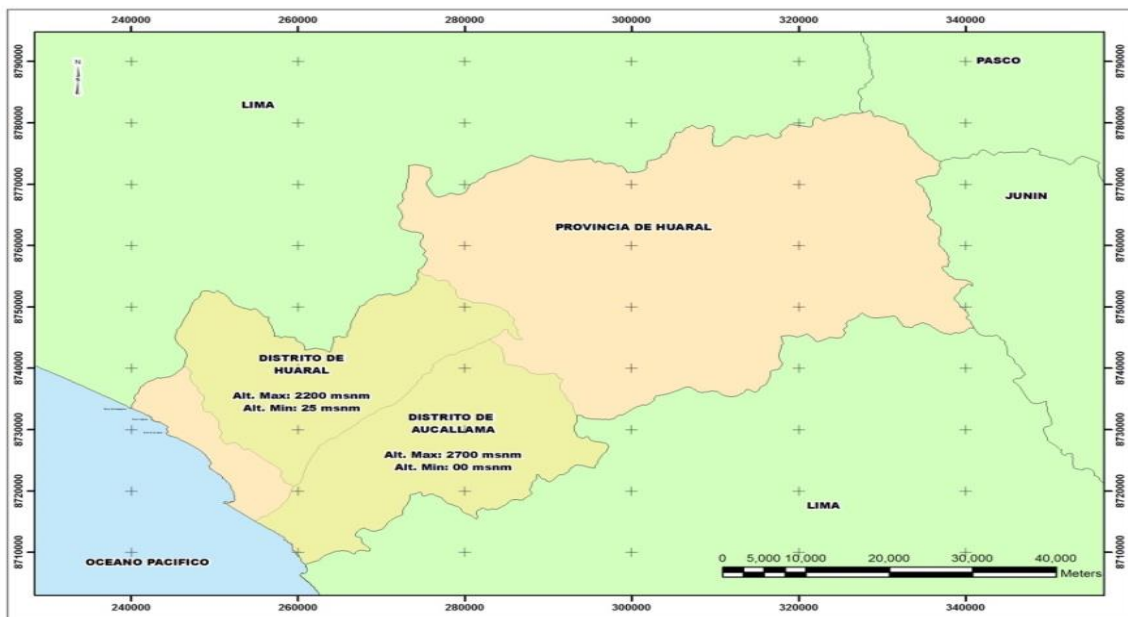 240000 260000 280000 300000 320000 340000
8790000 8790000
PASCO
LIMA
8780000 8780000
8770000 8770000
JUNIN
PROVINCIA DE HUARAL
8760000 8760000
8750000 8750000
DISTRITO DE
HUARAL
Alt. Max: 2200 msnm
Alt. Min: 25 msnm
8740000 8740000
DISTRITO DE
AUCALLAMA
Alt. Max: 2700 msnm
Alt. Min: 00 msnm
8730000 8730000
8720000 8720000
LIMA
8710000 8710000
OCEANO PACIFICO
0 5,000 10,000 20,000 30,000 40,000
Meters
240000 260000 280000 300000 320000 340000